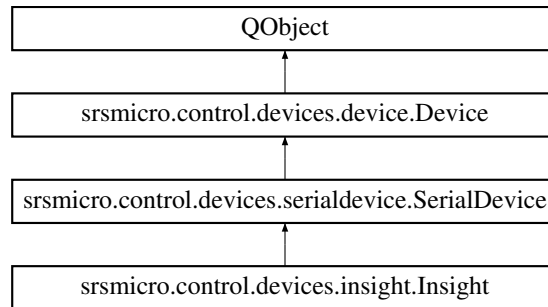 QObject
srsmicro.control.devices.device.Device
srsmicro.control.devices.serialdevice.SerialDevice
srsmicro.control.devices.insight.Insight